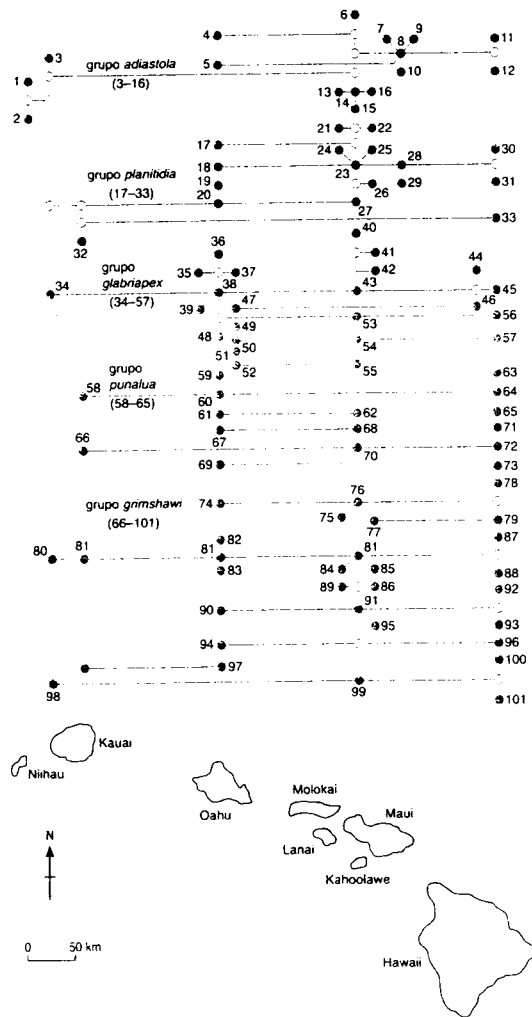 6
7 9
4 8 11
3 5
grupo adiastola
(3–16)
10 12
1
13 16
14 15
2
21 22
17
24 25 30
18 28
23
grupo planitidia
(17–33)
19 26 29 31
20
27 33
32 40
36
41
grupo
glabriapex
(34–57)
35 37 42 44
34 38 43 45
47 46
39 53 56
49
48 54 57
50
51
52 55
grupo
punalua
(58–65)
59 63
58 60 64
61 62 65
66 67 68 71
70 72
69 73
76 78
grupo grimshawi
(66–101)
74
75 77 79
82 87
80 81 81 81
83 84 85 88
89 86 92
90 91
95 93
94 96
97 100
98 99
101
Kauai
Niihau
Oahu
Molokai
Maui
Lanai
Kahoolawe
N
0 50 km
Hawaii